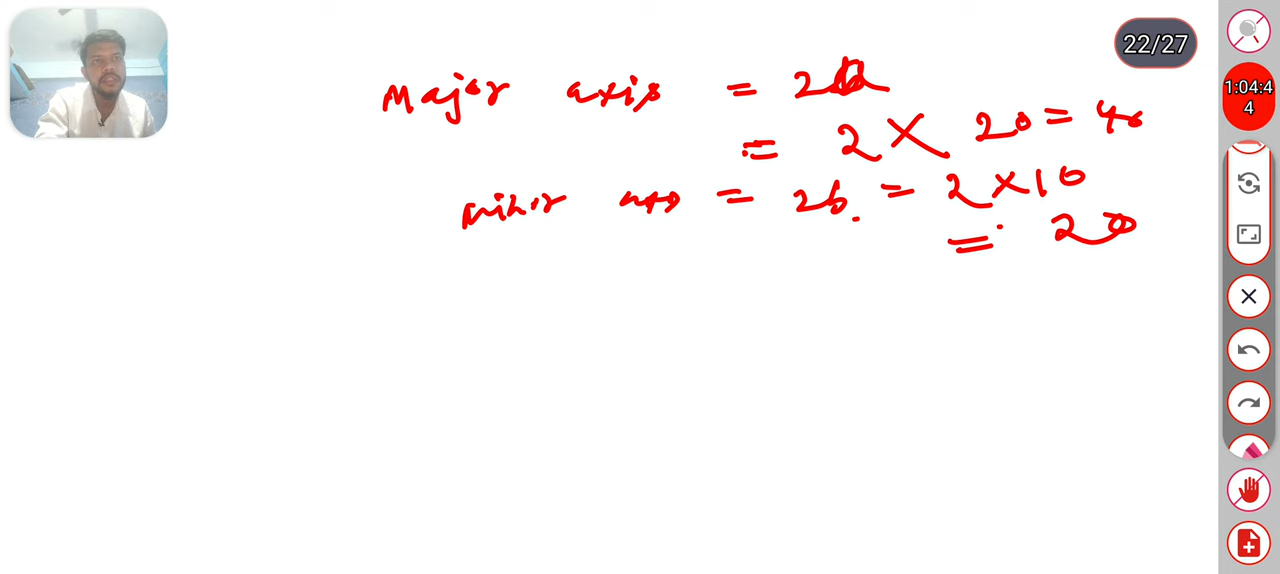 22/27
1:04:4
4
Major axis = 2a
= 2 × 20 = 40
minor axis = 2b = 2 × 10
= 20